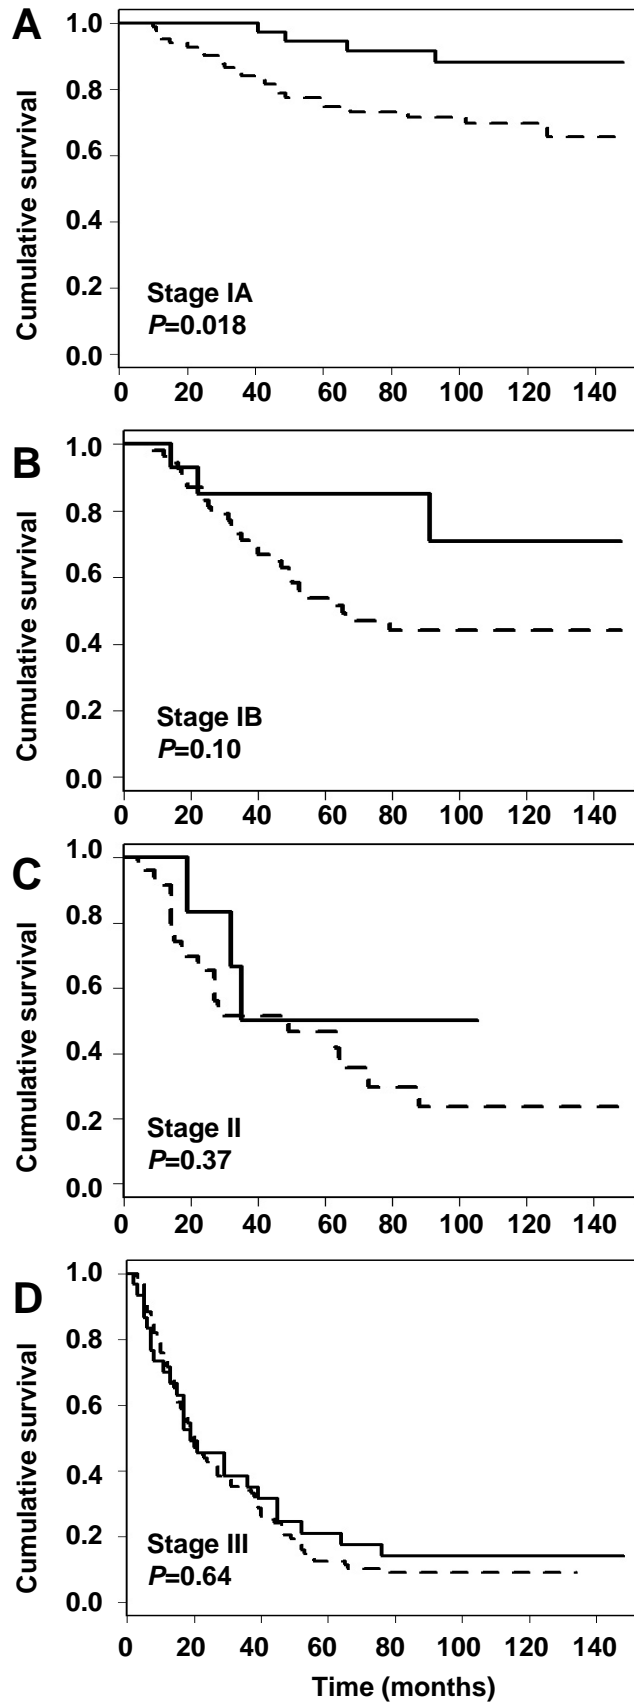 A
Cumulative survival
1.0
0.8
0.6
0.4
0.2
0.0
Stage IA
P=0.018
0 20 40 60 80 100 120 140
B
Cumulative survival
1.0
0.8
0.6
0.4
0.2
0.0
Stage IB
P=0.10
0 20 40 60 80 100 120 140
C
Cumulative survival
1.0
0.8
0.6
0.4
0.2
0.0
Stage II
P=0.37
0 20 40 60 80 100 120 140
D
Cumulative survival
1.0
0.8
0.6
0.4
0.2
0.0
Stage III
P=0.64
0 20 40 60 80 100 120 140
Time (months)